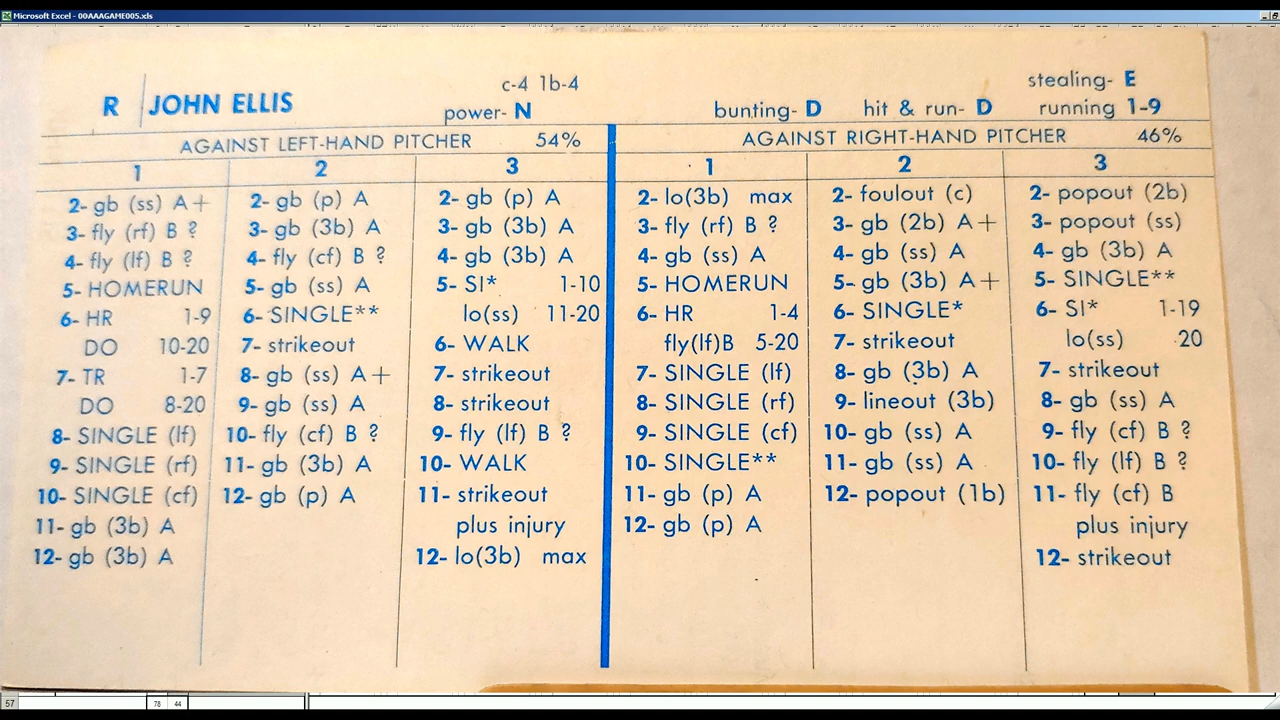 Microsoft Excel - 00AAAGAME005.xls
c-4 1b-4
stealing- E
R JOHN ELLIS
power- N
bunting- D hit & run- D running 1-9
AGAINST LEFT-HAND PITCHER 54%
AGAINST RIGHT-HAND PITCHER 46%
1
2- gb (ss) A+
3- fly (rf) B ?
4- fly (lf) B ?
5- HOMERUN
6- HR 1-9
DO 10-20
7- TR 1-7
DO 8-20
8- SINGLE (lf)
9- SINGLE (rf)
10- SINGLE (cf)
11- gb (3b) A
12- gb (3b) A
2
2- gb (p) A
3- gb (3b) A
4- fly (cf) B ?
5- gb (ss) A
6- SINGLE**
7- strikeout
8- gb (ss) A+
9- gb (ss) A
10- fly (cf) B ?
11- gb (3b) A
12- gb (p) A
3
2- gb (p) A
3- gb (3b) A
4- gb (3b) A
5- SI* 1-10
lo(ss) 11-20
6- WALK
7- strikeout
8- strikeout
9- fly (lf) B ?
10- WALK
11- strikeout
plus injury
12- lo(3b) max
1
2- lo(3b) max
3- fly (rf) B ?
4- gb (ss) A
5- HOMERUN
6- HR 1-4
fly(lf)B 5-20
7- SINGLE (lf)
8- SINGLE (rf)
9- SINGLE (cf)
10- SINGLE**
11- gb (p) A
12- gb (p) A
2
2- foulout (c)
3- gb (2b) A+
4- gb (ss) A
5- gb (3b) A+
6- SINGLE*
7- strikeout
8- gb (3b) A
9- lineout (3b)
10- gb (ss) A
11- gb (ss) A
12- popout (1b)
3
2- popout (2b)
3- popout (ss)
4- gb (3b) A
5- SINGLE**
6- SI* 1-19
lo(ss) 20
7- strikeout
8- gb (ss) A
9- fly (cf) B ?
10- fly (lf) B ?
11- fly (cf) B
plus injury
12- strikeout
57 78 44